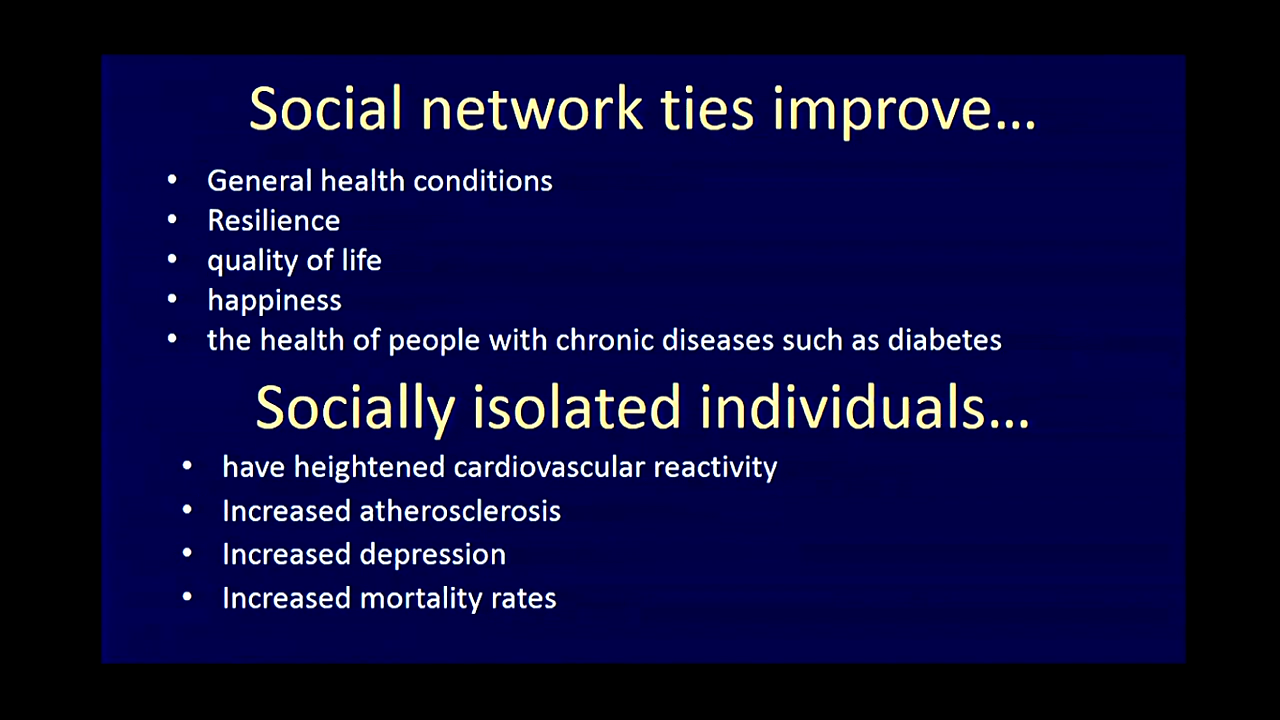 Social network ties improve...
• General health conditions
• Resilience
• quality of life
• happiness
• the health of people with chronic diseases such as diabetes
Socially isolated individuals...
• have heightened cardiovascular reactivity
• Increased atherosclerosis
• Increased depression
• Increased mortality rates